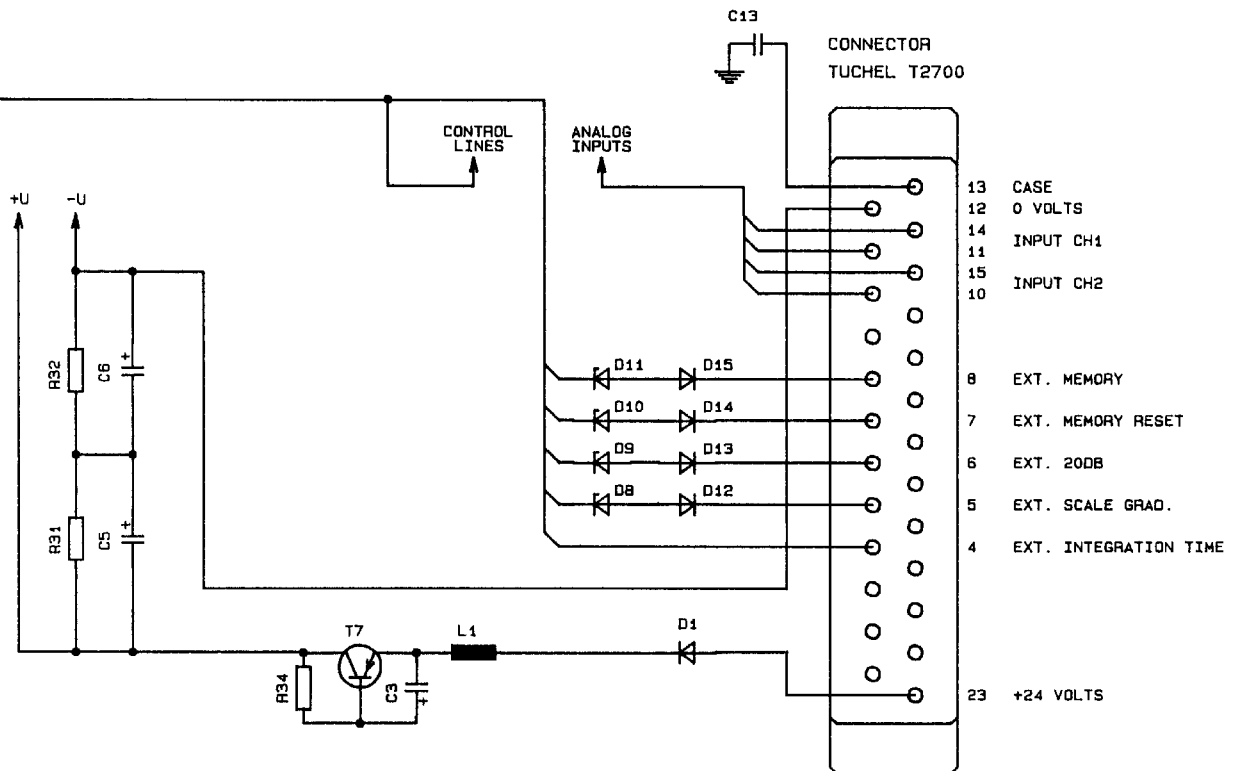 C13
CONNECTOR
TUCHEL T2700
CONTROL
LINES
ANALOG
INPUTS
+U
-U
13 CASE
12 0 VOLTS
14
11
INPUT CH1
15
10
INPUT CH2
R32
C6
+
D11
D15
8 EXT. MEMORY
D10
D14
7 EXT. MEMORY RESET
D9
D13
6 EXT. 20DB
D8
D12
5 EXT. SCALE GRAD.
R31
C5
+
4 EXT. INTEGRATION TIME
T7
L1
D1
R34
C3
+
23 +24 VOLTS